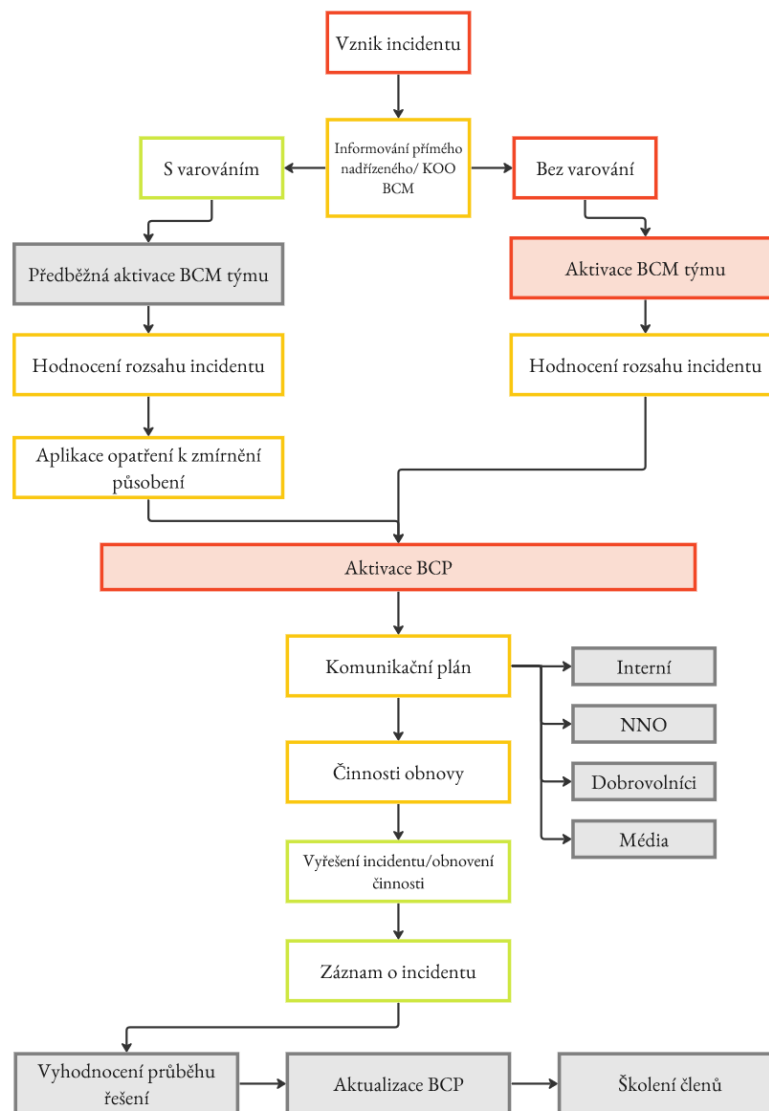 Vznik incidentu
Informování přímého
nadřízeného/ KOO
BCM
S varováním
Bez varování
Předběžná aktivace BCM týmu
Aktivace BCM týmu
Hodnocení rozsahu incidentu
Hodnocení rozsahu incidentu
Aplikace opatření k zmírnění
působení
Aktivace BCP
Komunikační plán
Interní
NNO
Dobrovolníci
Média
Činnosti obnovy
Vyřešení incidentu/obnovení
činnosti
Záznam o incidentu
Vyhodnocení průběhu
řešení
Aktualizace BCP
Školení členů